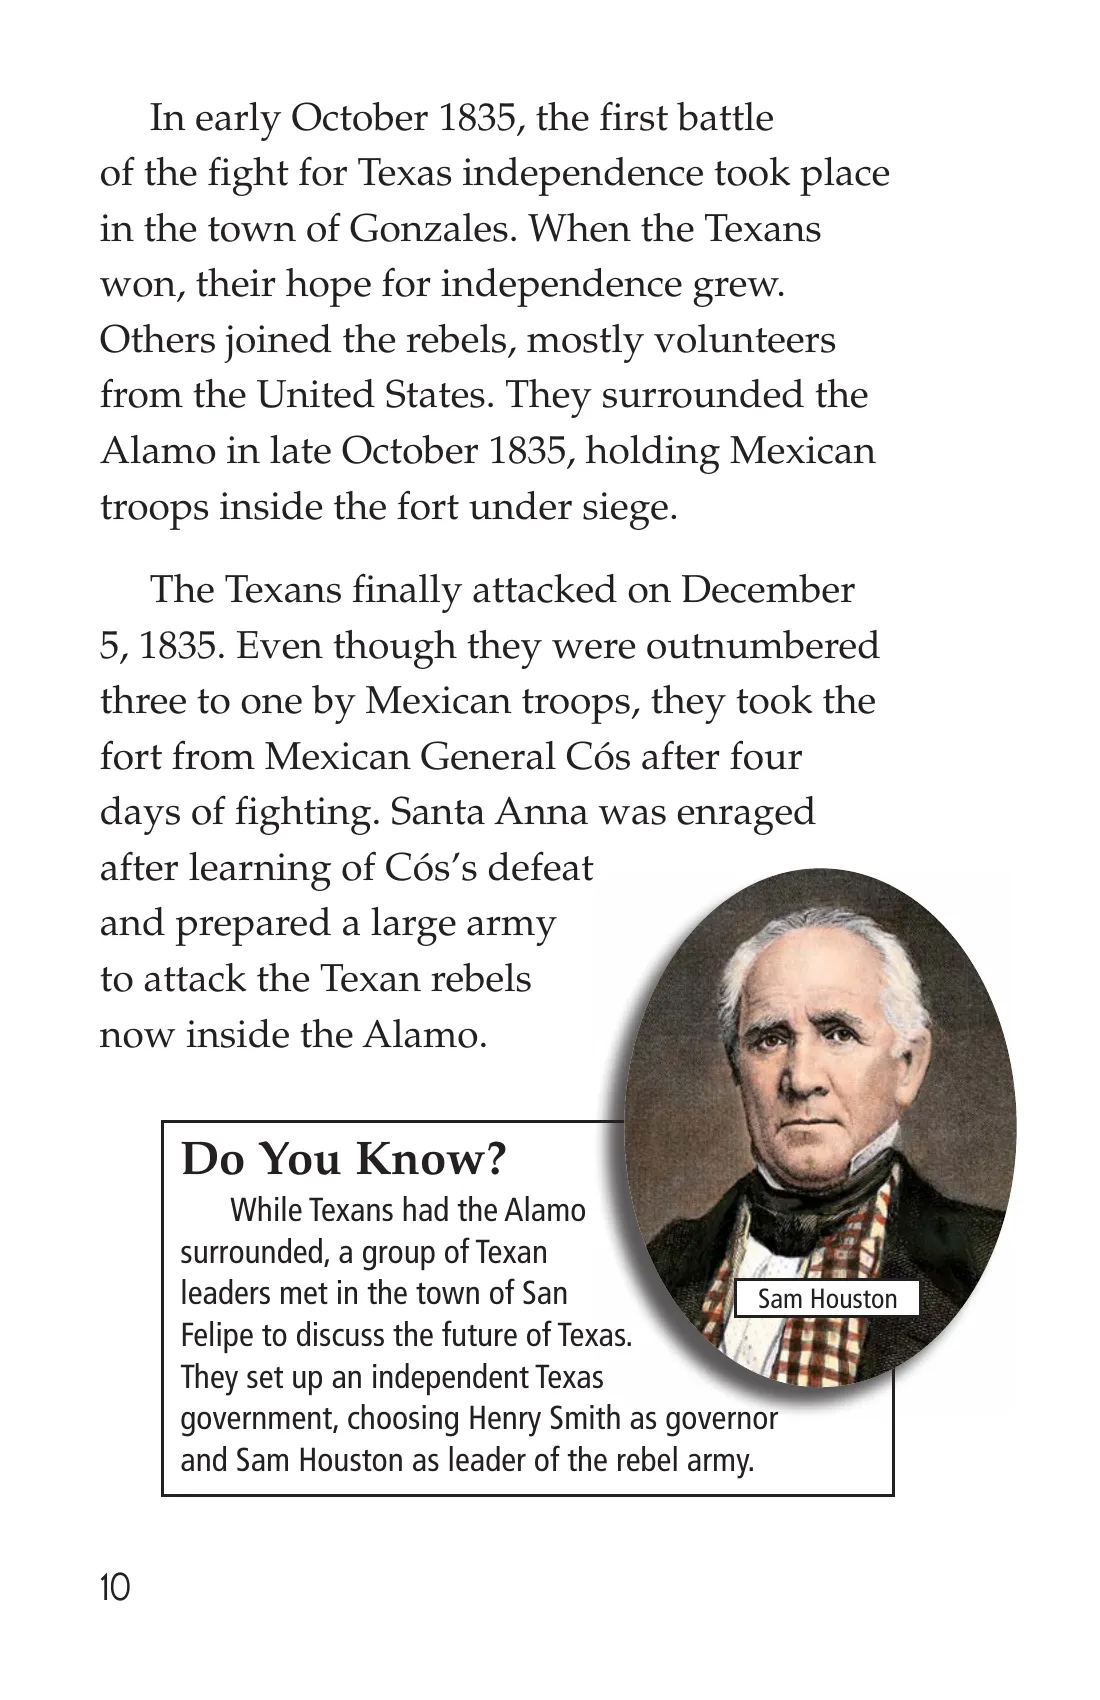 In early October 1835, the first battle
of the fight for Texas independence took place
in the town of Gonzales. When the Texans
won, their hope for independence grew.
Others joined the rebels, mostly volunteers
from the United States. They surrounded the
Alamo in late October 1835, holding Mexican
troops inside the fort under siege.
The Texans finally attacked on December
5, 1835. Even though they were outnumbered
three to one by Mexican troops, they took the
fort from Mexican General Cós after four
days of fighting. Santa Anna was enraged
after learning of Cós’s defeat
and prepared a large army
to attack the Texan rebels
now inside the Alamo.
Do You Know?
While Texans had the Alamo
surrounded, a group of Texan
leaders met in the town of San
Felipe to discuss the future of Texas.
They set up an independent Texas
government, choosing Henry Smith as governor
and Sam Houston as leader of the rebel army.
Sam Houston
10